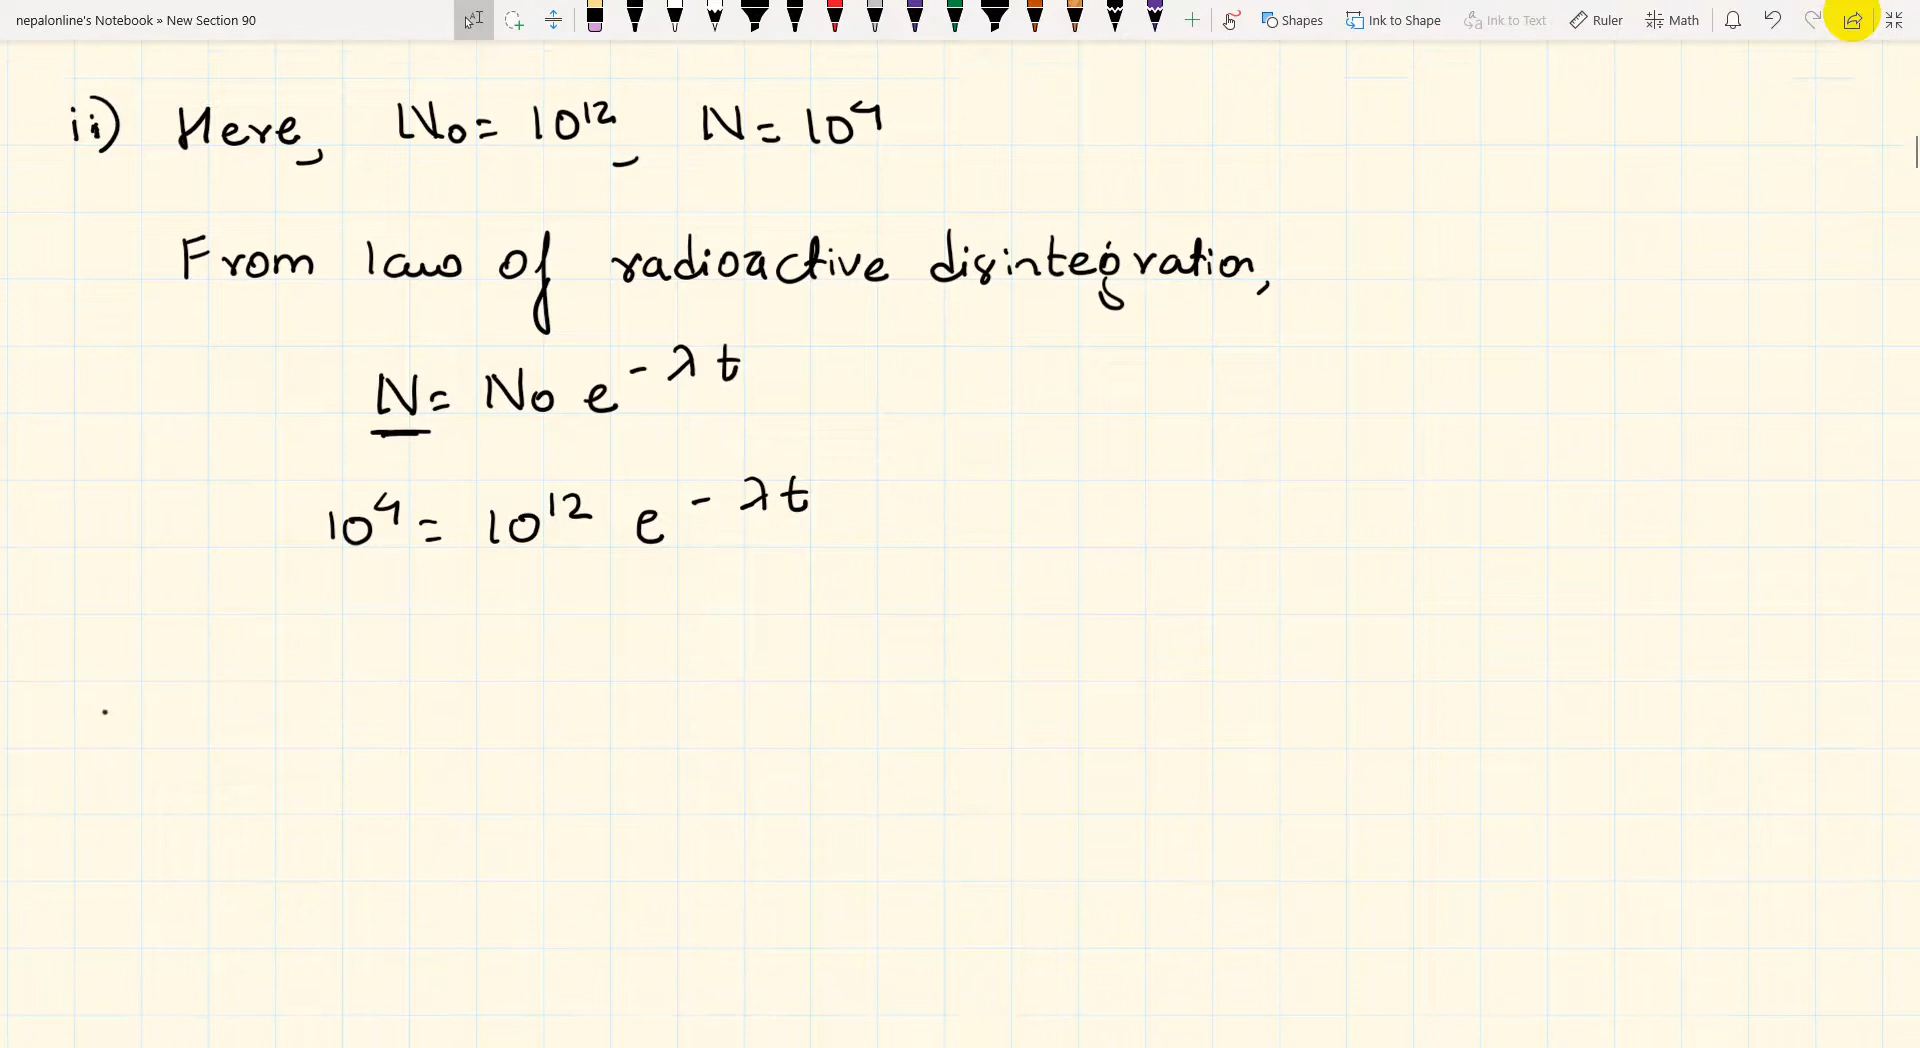 nepalonline's Notebook » New Section 90 Shapes Ink to Shape Ink to Text Ruler Math
ii) Here, N₀ = 10¹², N = 10⁴
From law of radioactive disintegration,
N = N₀ e^{-λt}
10⁴ = 10¹² e^{-λt}